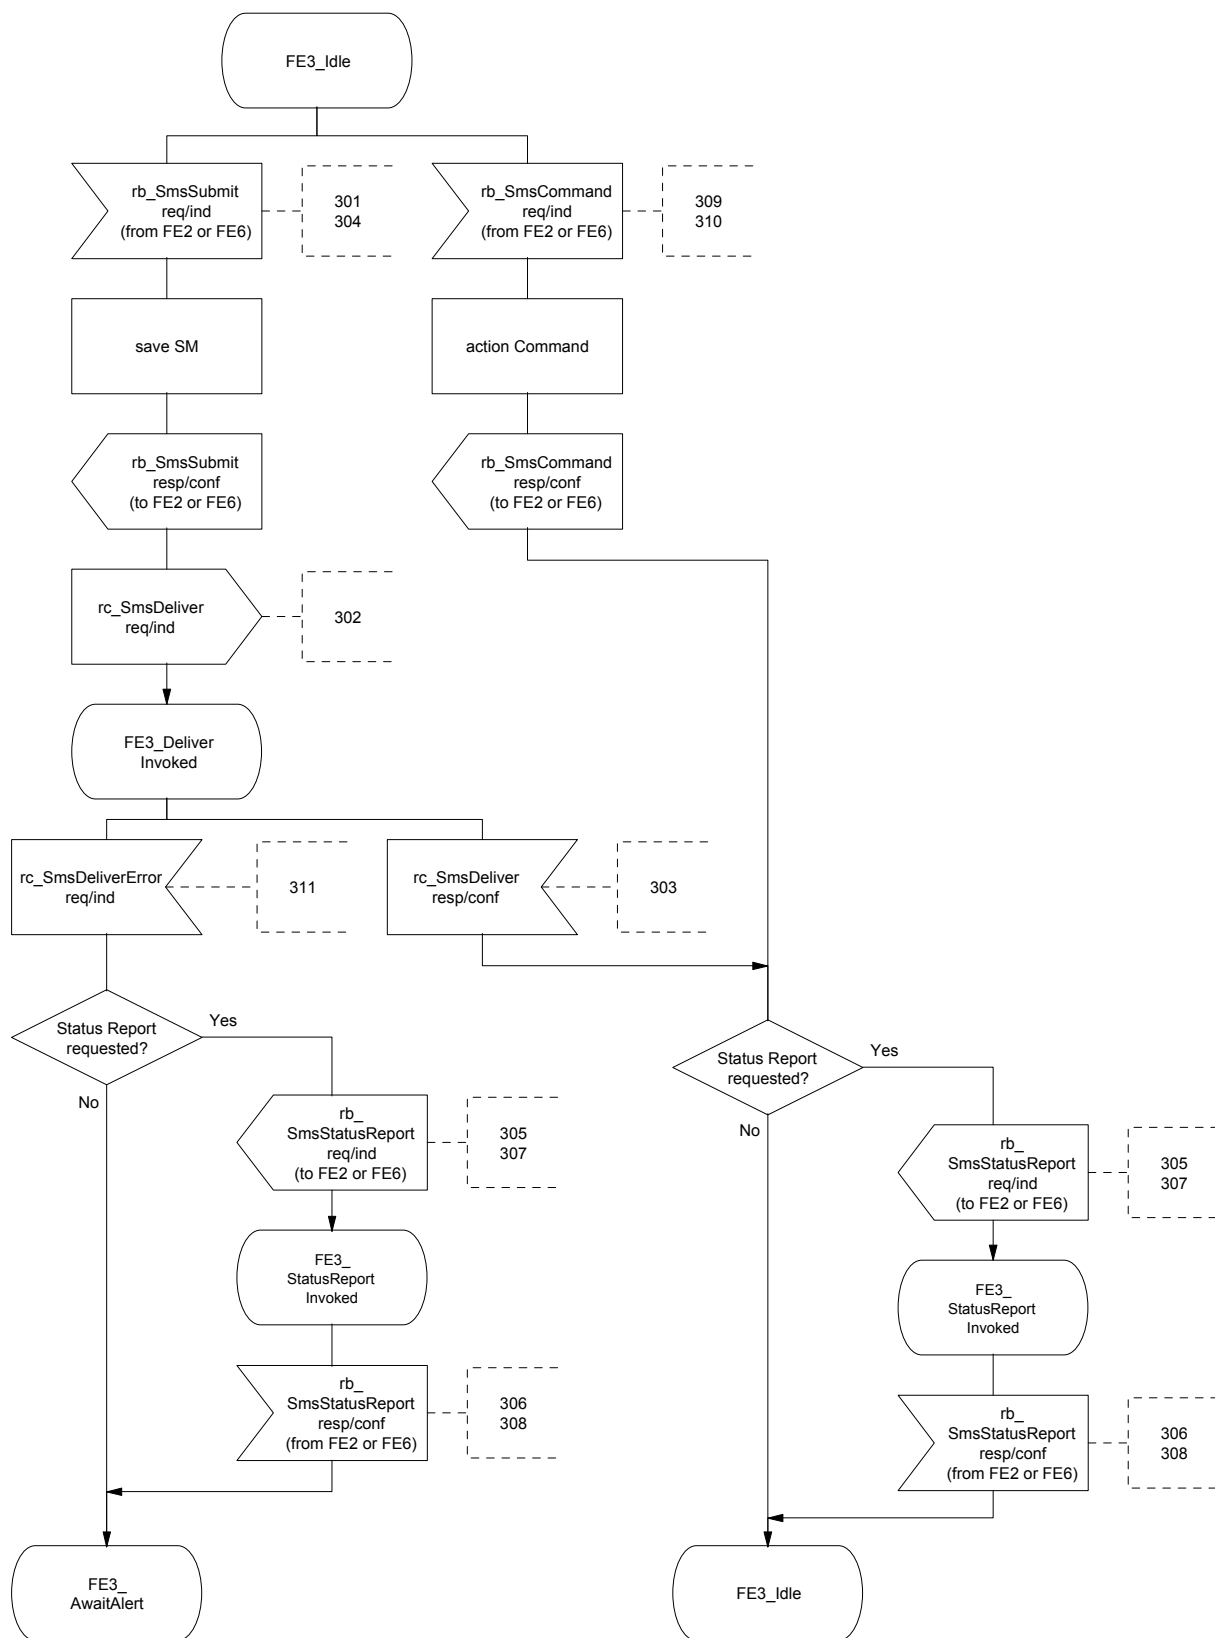 FE3_Idle
rb_SmsSubmit
req/ind
(from FE2 or FE6)
301
304
rb_SmsCommand
req/ind
(from FE2 or FE6)
309
310
save SM
action Command
rb_SmsSubmit
resp/conf
(to FE2 or FE6)
rb_SmsCommand
resp/conf
(to FE2 or FE6)
rc_SmsDeliver
req/ind
302
FE3_Deliver
Invoked
rc_SmsDeliverError
req/ind
311
rc_SmsDeliver
resp/conf
303
Status Report
requested?
Yes
No
Status Report
requested?
Yes
No
rb_
SmsStatusReport
req/ind
(to FE2 or FE6)
305
307
rb_
SmsStatusReport
req/ind
(to FE2 or FE6)
305
307
FE3_
StatusReport
Invoked
FE3_
StatusReport
Invoked
rb_
SmsStatusReport
resp/conf
(from FE2 or FE6)
306
308
rb_
SmsStatusReport
resp/conf
(from FE2 or FE6)
306
308
FE3_
AwaitAlert
FE3_Idle